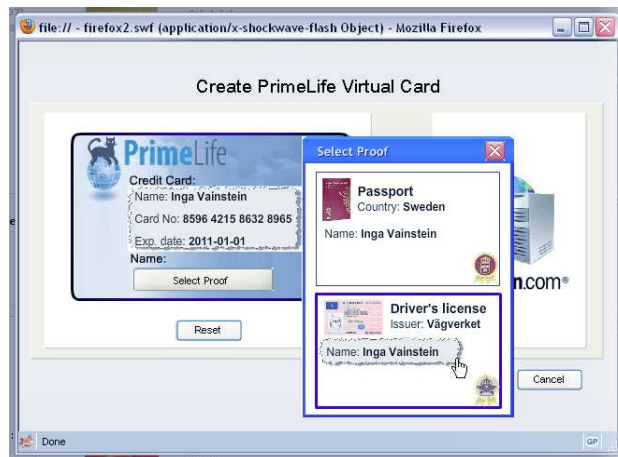 file:// - firefox2.swf (application/x-shockwave-flash Object) - Mozilla Firefox
Create PrimeLife Virtual Card
PrimeLife
Credit Card:
Name: Inga Vainstein
Card No: 8596 4215 8632 8965
Exp. date: 2011-01-01
Name:
Select Proof
Reset
Select Proof
Passport
Country: Sweden
Name: Inga Vainstein
Driver's license
Issuer: Vägverket
Name: Inga Vainstein
n.com®
Cancel
Done
GP